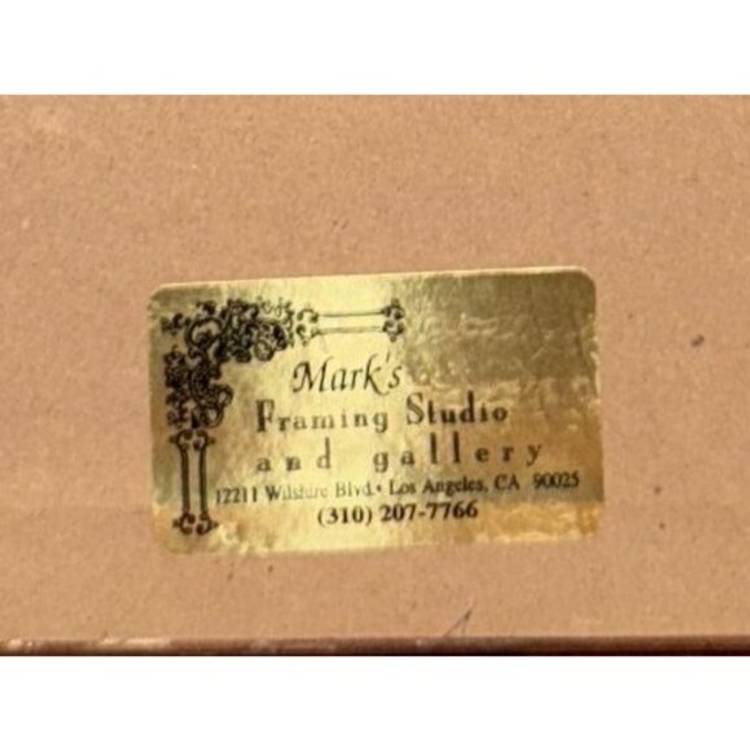 Mark's
Framing Studio
and gallery
12211 Wilshire Blvd• Los Angeles, CA 90025
(310) 207-7766